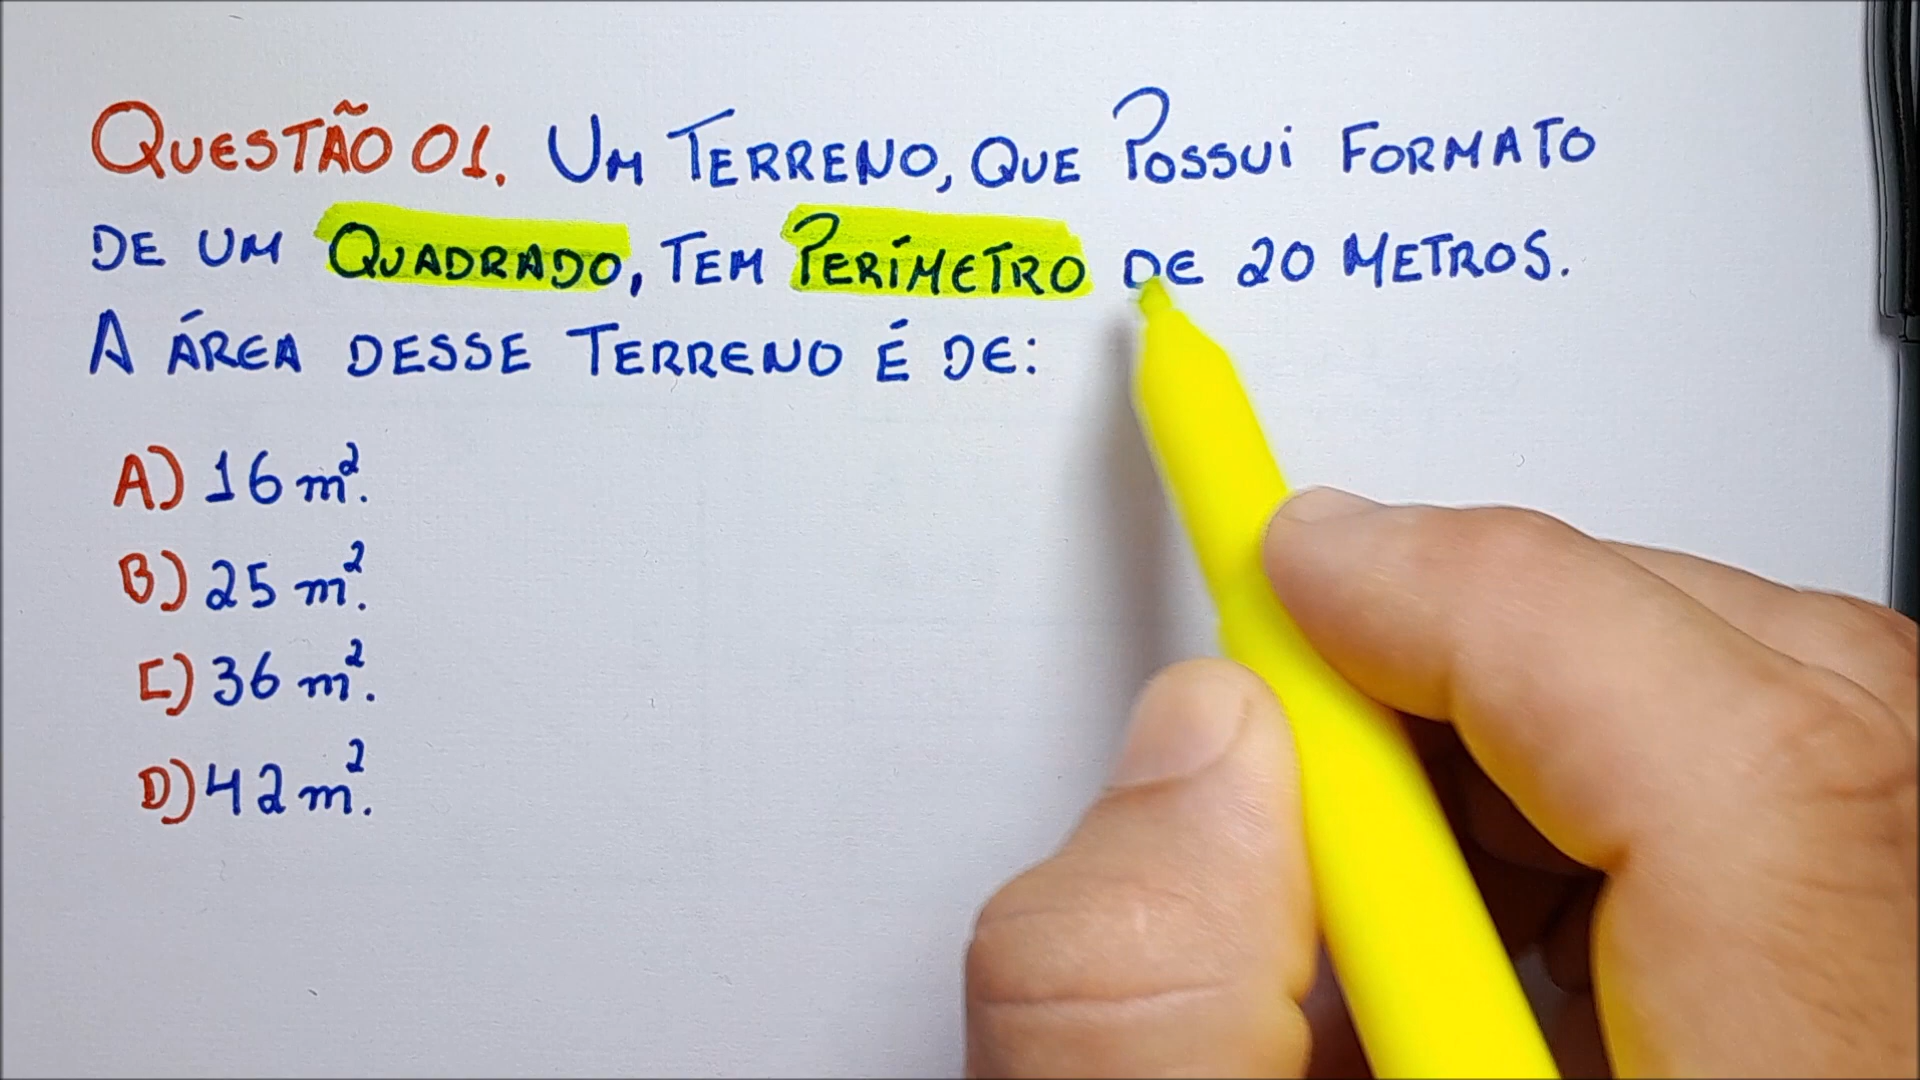 QUESTÃO 01. UM TERRENO, QUE POSSUI FORMATO
DE UM QUADRADO, TEM PERÍMETRO DE 20 METROS.
A ÁREA DESSE TERRENO É DE:
A) 16 m².
B) 25 m².
C) 36 m².
D) 42 m².